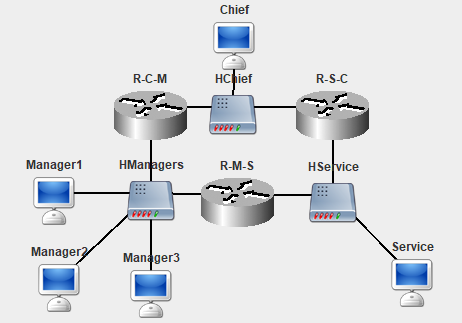 Chief
R-C-M
HChief
R-S-C
Manager1
HManagers
R-M-S
HService
Manager2
Manager3
Service